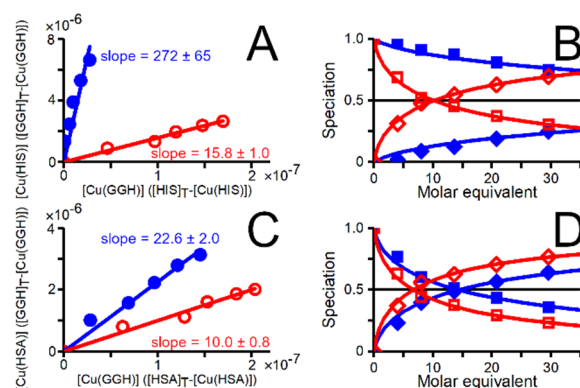 ×10⁻⁶
8
4
0
[Cu(HIS)] ([GGH]T-[Cu(GGH)])
slope = 272 ± 65
A
slope = 15.8 ± 1.0
0 1 2 3
×10⁻⁷
[Cu(GGH)] ([HIS]T-[Cu(HIS)])
B
Speciation
1.0
0.5
0.0
0 10 20 30
Molar equivalent
×10⁻⁶
4
2
0
Cu(HSA)] ([GGH]T-[Cu(GGH)])
slope = 22.6 ± 2.0
C
slope = 10.0 ± 0.8
0 1 2
×10⁻⁷
[Cu(GGH)] ([HSA]T-[Cu(HSA)])
D
Speciation
1.0
0.5
0.0
0 10 20 30
Molar equivalent